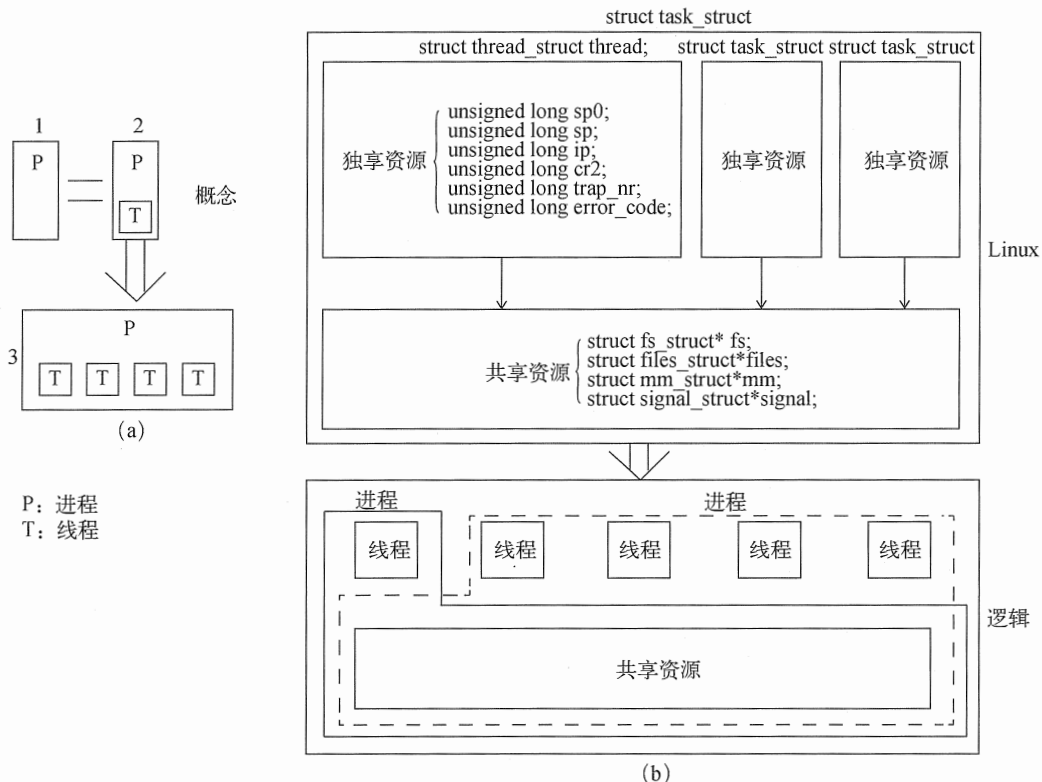 1 2
P P
T
概念
P
3
T T T T
(a)
P：进程
T：线程
struct task_struct
struct thread_struct thread; struct task_struct struct task_struct
独享资源
unsigned long sp0;
unsigned long sp;
unsigned long ip;
unsigned long cr2;
unsigned long trap_nr;
unsigned long error_code;
独享资源
独享资源
Linux
共享资源
struct fs_struct* fs;
struct files_struct*files;
struct mm_struct*mm;
struct signal_struct*signal;
进程 进程
线程 线程 线程 线程 线程
逻辑
共享资源
(b)